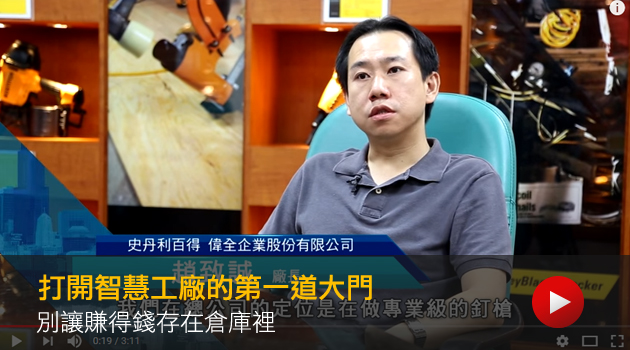 史丹利百得 偉全企業股份有限公司
趙致誠 廠長
打開智慧工廠的第一道大門
我們在總公司的定位是在做專業級的釘槍
別讓賺得錢存在倉庫裡
0:19 / 3:11